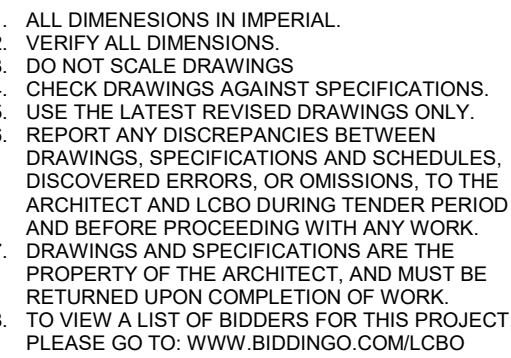 . ALL DIMENESIONS IN IMPERIAL.
. VERIFY ALL DIMENSIONS.
. DO NOT SCALE DRAWINGS
. CHECK DRAWINGS AGAINST SPECIFICATIONS.
. USE THE LATEST REVISED DRAWINGS ONLY.
. REPORT ANY DISCREPANCIES BETWEEN
DRAWINGS, SPECIFICATIONS AND SCHEDULES,
DISCOVERED ERRORS, OR OMISSIONS, TO THE
ARCHITECT AND LCBO DURING TENDER PERIOD
AND BEFORE PROCEEDING WITH ANY WORK.
. DRAWINGS AND SPECIFICATIONS ARE THE
PROPERTY OF THE ARCHITECT, AND MUST BE
RETURNED UPON COMPLETION OF WORK.
. TO VIEW A LIST OF BIDDERS FOR THIS PROJECT
PLEASE GO TO: WWW.BIDDINGO.COM/LCBO